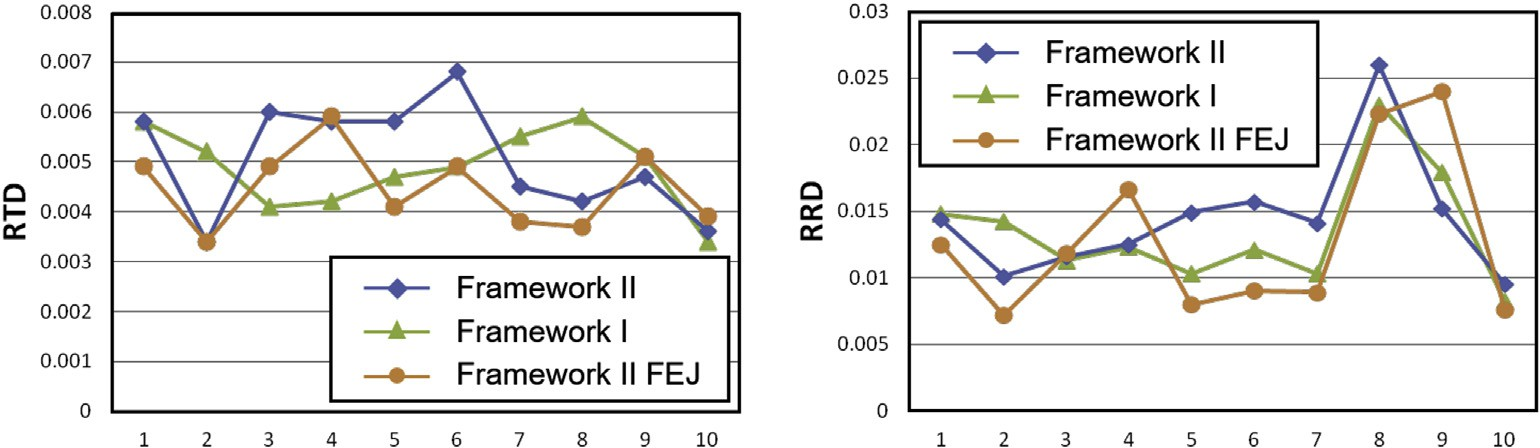 0.008
0.007
0.006
0.005
0.004
0.003
0.002
0.001
0
RTD
Framework II
Framework I
Framework II FEJ
1 2 3 4 5 6 7 8 9 10
0.03
0.025
0.02
0.015
0.01
0.005
0
RRD
Framework II
Framework I
Framework II FEJ
1 2 3 4 5 6 7 8 9 10